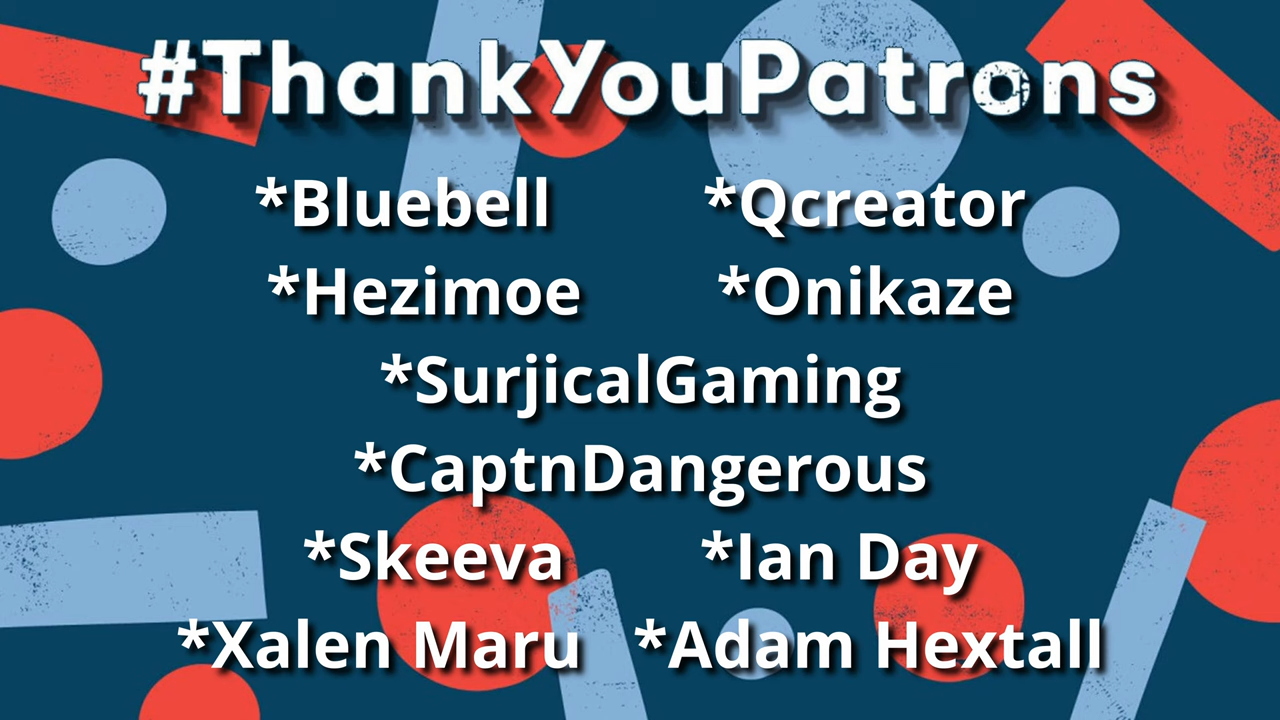 #ThankYouPatrons
*Bluebell *Qcreator
*Hezimoe *Onikaze
*SurjicalGaming
*CaptnDangerous
*Skeeva *Ian Day
*Xalen Maru *Adam Hextall